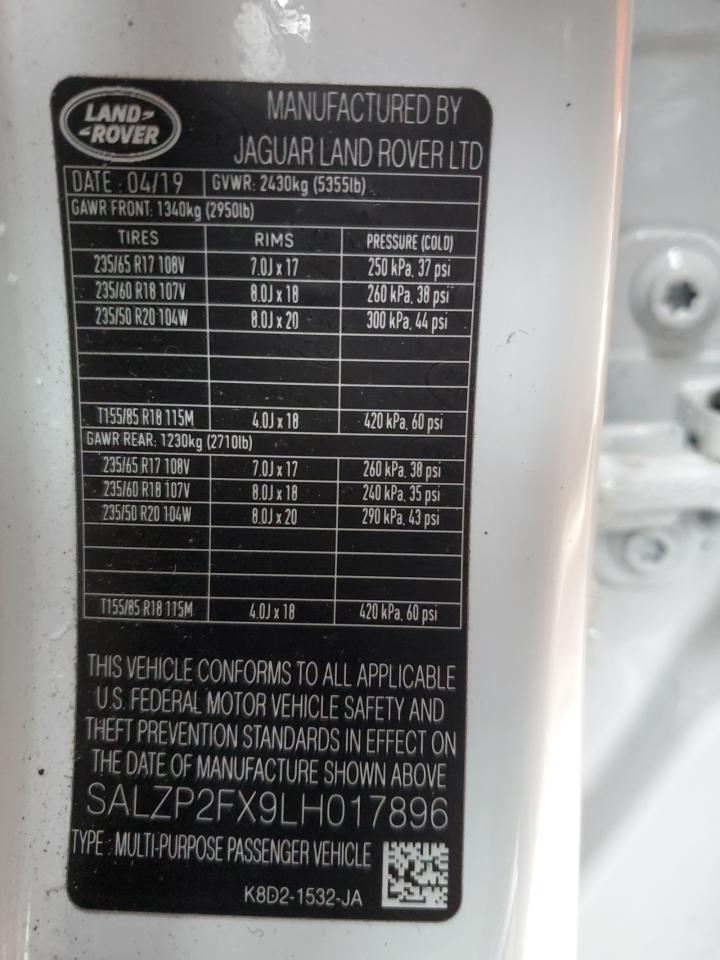 LAND-
-ROVER
MANUFACTURED BY
JAGUAR LAND ROVER LTD
DATE : 04/19 GVWR: 2430kg (5355lb)
GAWR FRONT: 1340kg (2950lb)
TIRES RIMS PRESSURE (COLD)
235/65 R17 108V 7.0J x 17 250 kPa, 37 psi
235/60 R18 107V 8.0J x 18 260 kPa, 38 psi
235/50 R20 104W 8.0J x 20 300 kPa, 44 psi
T155/85 R18 115M 4.0J x 18 420 kPa, 60 psi
GAWR REAR: 1230kg (2710lb)
235/65 R17 108V 7.0J x 17 260 kPa, 38 psi
235/60 R18 107V 8.0J x 18 240 kPa, 35 psi
235/50 R20 104W 8.0J x 20 290 kPa, 43 psi
T155/85 R18 115M 4.0J x 18 420 kPa, 60 psi
THIS VEHICLE CONFORMS TO ALL APPLICABLE
U.S. FEDERAL MOTOR VEHICLE SAFETY AND
THEFT PREVENTION STANDARDS IN EFFECT ON
THE DATE OF MANUFACTURE SHOWN ABOVE
SALZP2FX9LH017896
TYPE : MULTI-PURPOSE PASSENGER VEHICLE
K8D2-1532-JA